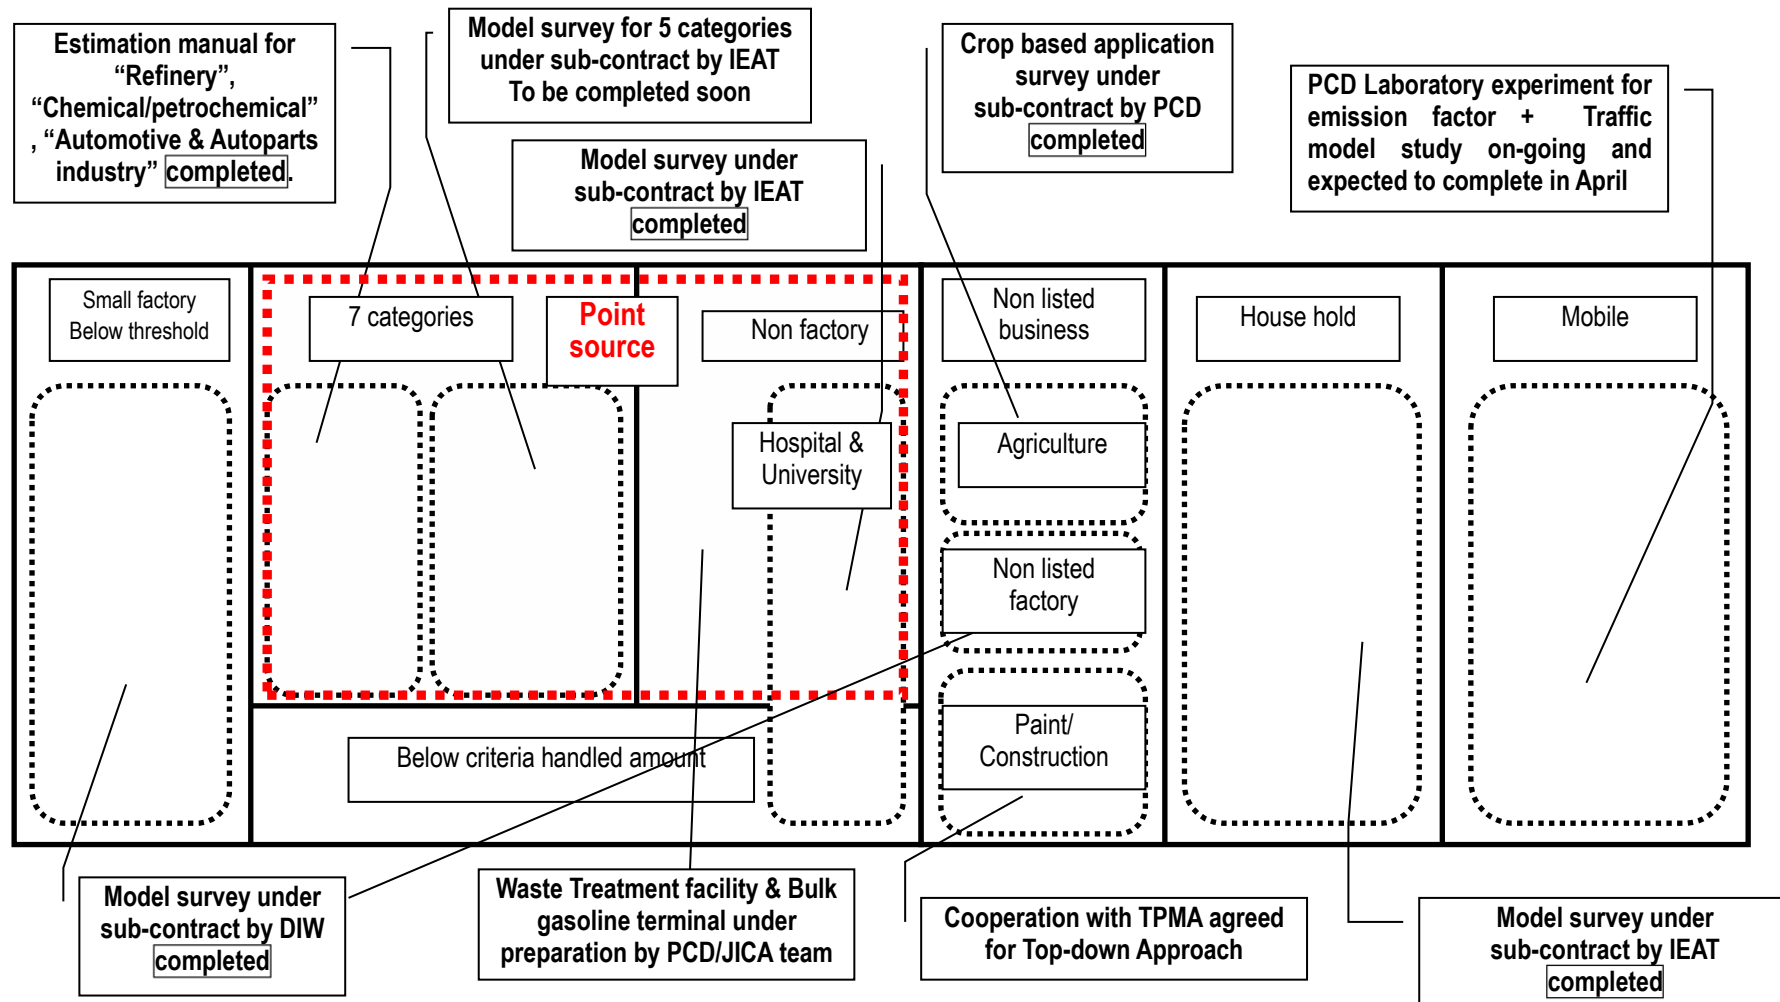 Estimation manual for
“Refinery”,
“Chemical/petrochemical”
, “Automotive & Autoparts
industry” completed.
Model survey for 5 categories
under sub-contract by IEAT
To be completed soon
Model survey under
sub-contract by IEAT
completed
Crop based application
survey under
sub-contract by PCD
completed
PCD Laboratory experiment for
emission factor + Traffic
model study on-going and
expected to complete in April
Small factory
Below threshold
7 categories
Point
source
Non factory
Non listed
business
House hold
Mobile
Hospital &
University
Agriculture
Non listed
factory
Paint/
Construction
Below criteria handled amount
Model survey under
sub-contract by DIW
completed
Waste Treatment facility & Bulk
gasoline terminal under
preparation by PCD/JICA team
Cooperation with TPMA agreed
for Top-down Approach
Model survey under
sub-contract by IEAT
completed